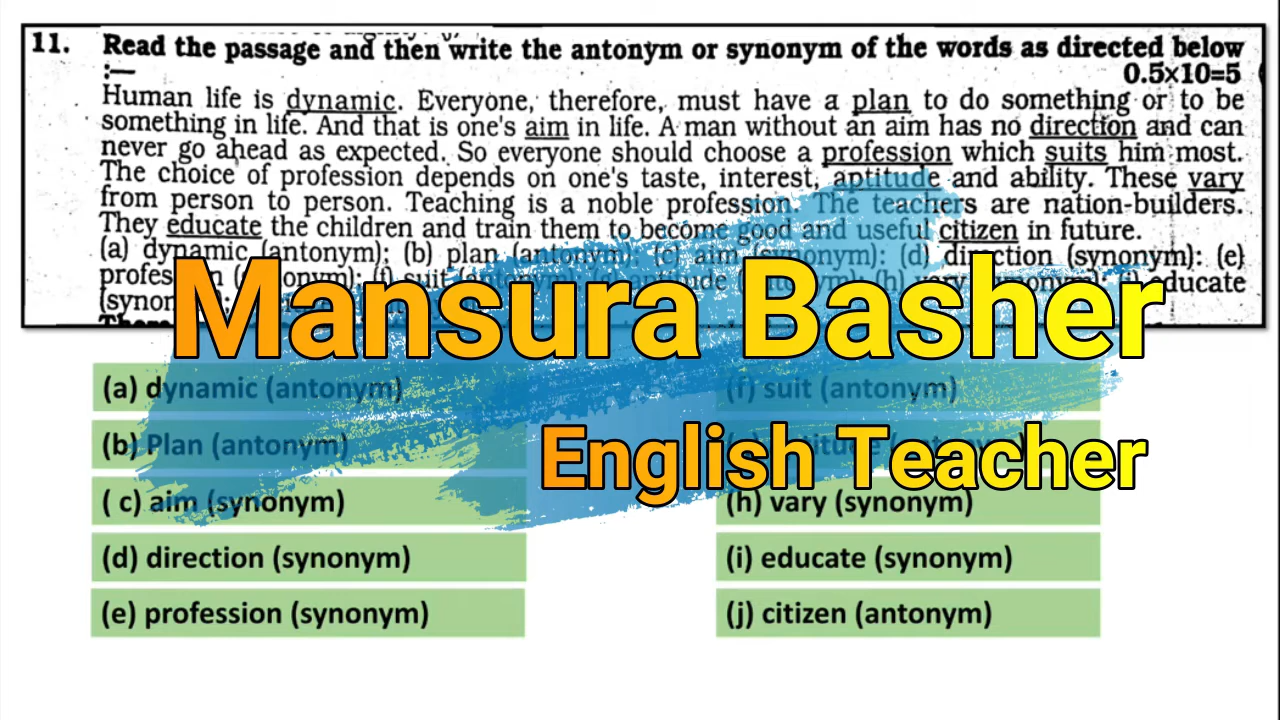 11. Read the passage and then write the antonym or synonym of the words as directed below
:— 0.5×10=5
Human life is dynamic. Everyone, therefore, must have a plan to do something or to be
something in life. And that is one's aim in life. A man without an aim has no direction and can
never go ahead as expected. So everyone should choose a profession which suits him most.
The choice of profession depends on one's taste, interest, aptitude and ability. These vary
from person to person. Teaching is a noble profession. The teachers are nation-builders.
They educate the children and train them to become good and useful citizen in future.
(a) dynamic (antonym); (b) plan (antonym); (c) aim (synonym); (d) direction (synonym): (e)
(f) suit (h) vary educate
Mansura Basher
English Teacher
(a) dynamic (antonym)
(b) Plan (antonym)
( c) aim (synonym)
(d) direction (synonym)
(e) profession (synonym)
(f) suit (antonym)
(h) vary (synonym)
(i) educate (synonym)
(j) citizen (antonym)